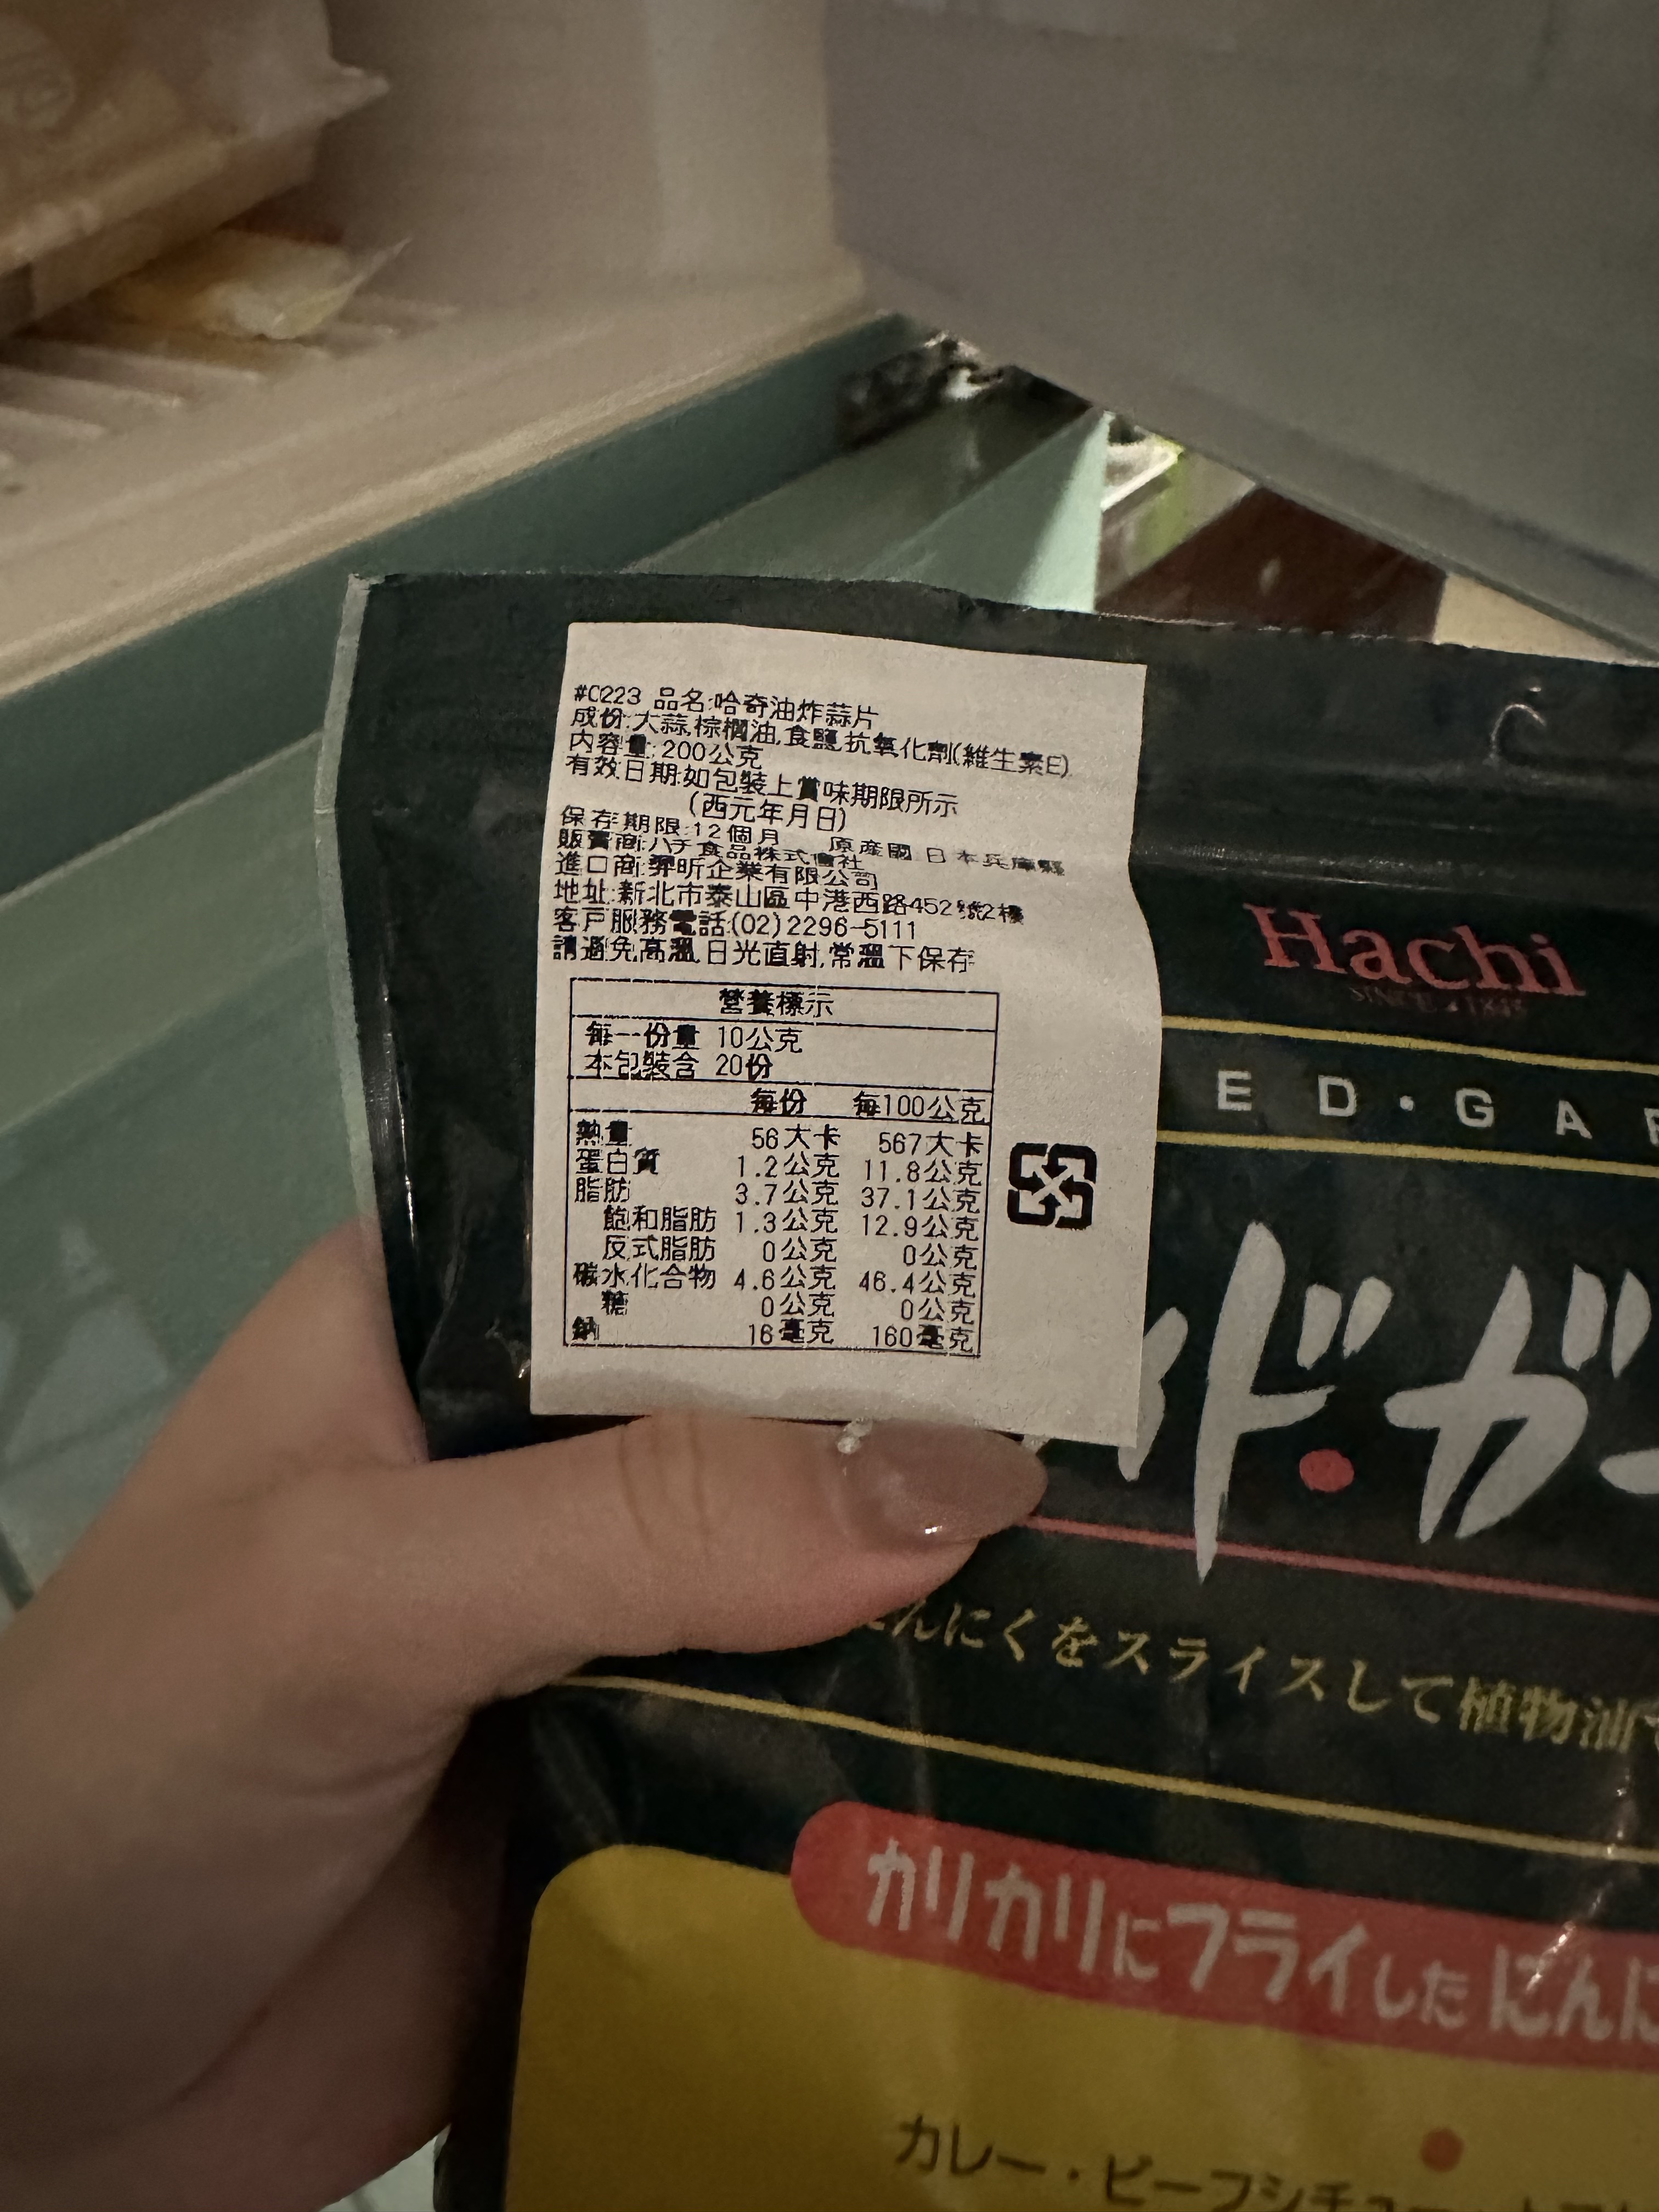 #C223 品名:哈奇油炸蒜片
成份:大蒜,棕櫚油,食鹽,抗氧化劑(維生素E)
內容量:200公克
有效日期:如包裝上賞味期限所示
(西元年月日)
保存期限:12個月 原產國:日本兵庫縣
販賣商:ハチ食品株式會社
進口商:羿昕企業有限公司
地址:新北市泰山區中港西路452號2樓
客戶服務電話:(02)2296-5111
請避免高溫,日光直射,常溫下保存
營養標示
每一份量 10公克
本包裝含 20份
每份 每100公克
熱量 56大卡 567大卡
蛋白質 1.2公克 11.8公克
脂肪 3.7公克 37.1公克
飽和脂肪 1.3公克 12.9公克
反式脂肪 0公克 0公克
碳水化合物 4.6公克 46.4公克
糖 0公克 0公克
鈉 16毫克 160毫克
Hachi
SINCE 1845
ED・GAR
ド・ガー
んにくをスライスして植物油で
カリカリにフライしたにんに
カレー・ビーフシチュー